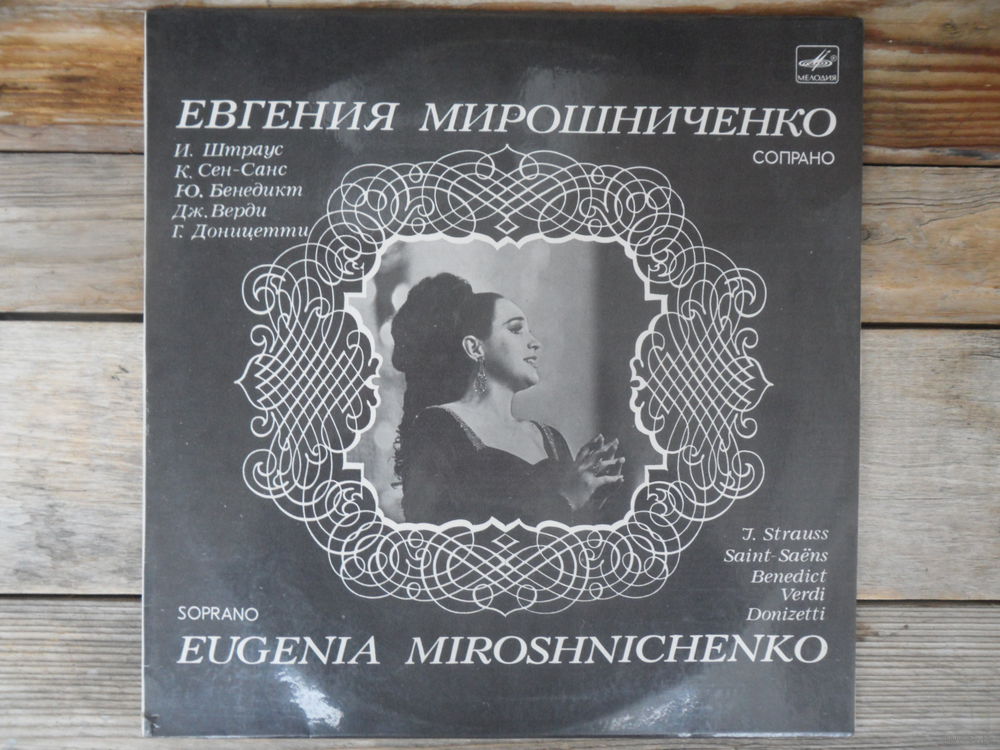 МЕЛОДИЯ
ЕВГЕНИЯ МИРОШНИЧЕНКО
СОПРАНО
И. Штраус
К. Сен-Санс
Ю. Бенедикт
Дж. Верди
Г. Доницетти
J. Strauss
Saint-Saëns
Benedict
Verdi
Donizetti
SOPRANO
EUGENIA MIROSHNICHENKO